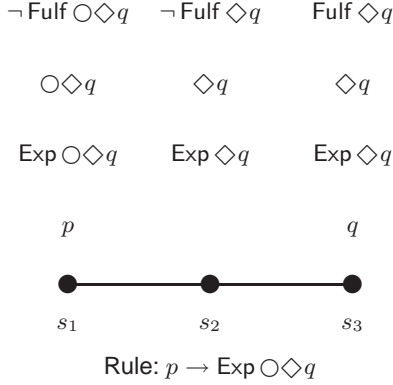 ¬ Fulf ○◇q ¬ Fulf ◇q Fulf ◇q
○◇q ◇q ◇q
Exp ○◇q Exp ◇q Exp ◇q
p q
s₁ s₂ s₃
Rule: p → Exp ○◇q